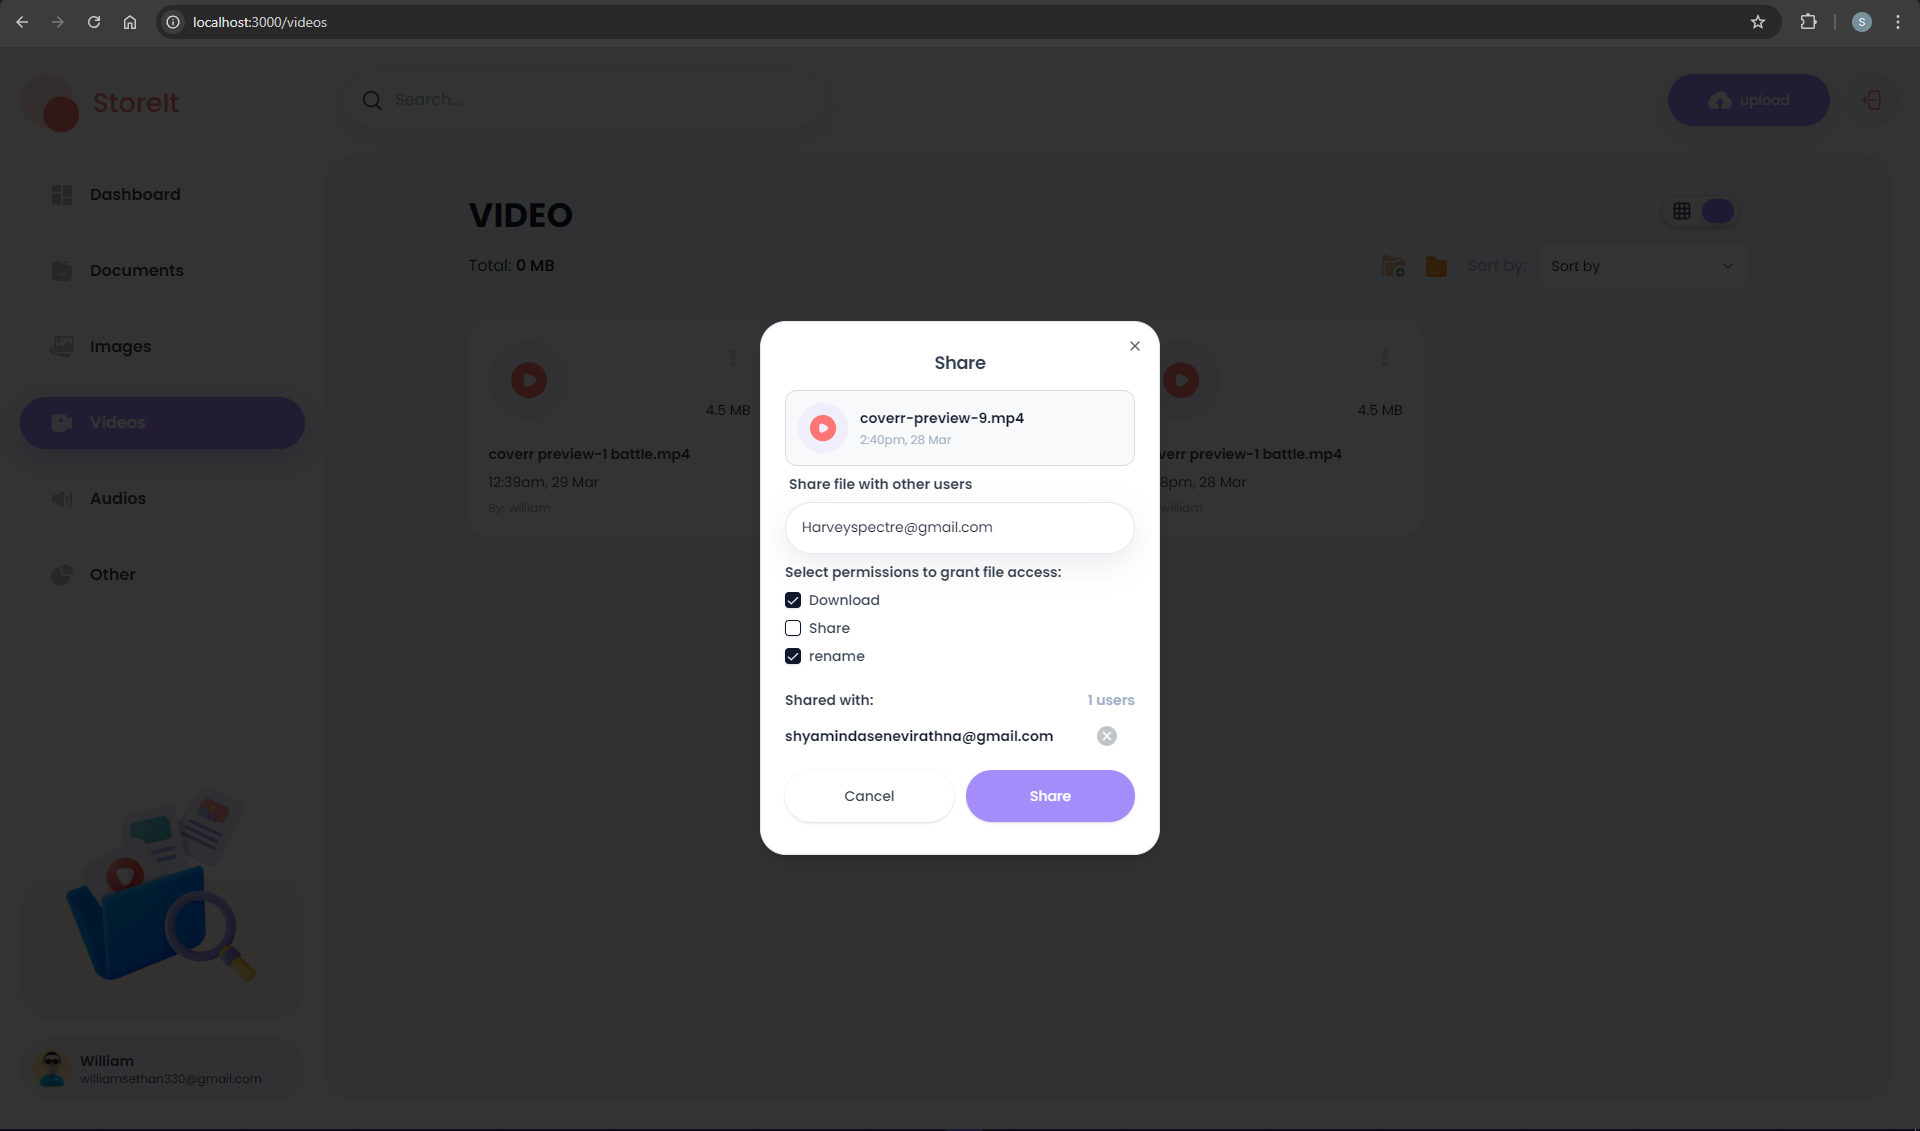 localhost:3000/videos
S
StoreIt
Search...
upload
Dashboard
Documents
Images
Videos
Audios
Other
VIDEO
Total: 0 MB
Sort by:
Sort by
4.5 MB
coverr preview-1 battle.mp4
12:39am, 29 Mar
By: william
4.5 MB
preview-1 battle.mp4
pm, 28 Mar
william
Share
coverr-preview-9.mp4
2:40pm, 28 Mar
Share file with other users
Harveyspectre@gmail.com
Select permissions to grant file access:
Download
Share
rename
Shared with:
1 users
shyamindasenevirathna@gmail.com
Cancel
Share
William
williamsethan330@gmail.com